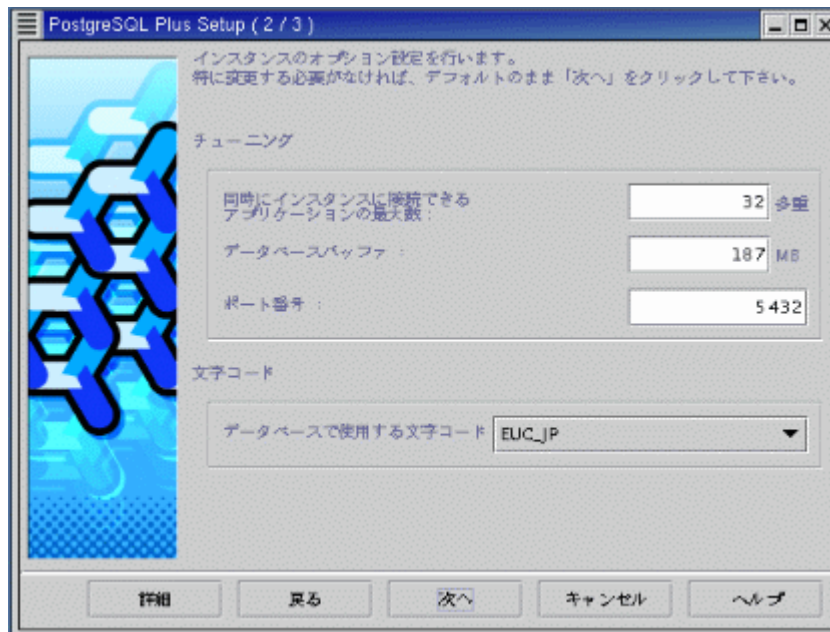 PostgreSQL Plus Setup ( 2 / 3 )
インスタンスのオプション設定を行います。
特に変更する必要がなければ、デフォルトのまま「次へ」をクリックして下さい。
チューニング
同時にインスタンスに接続できる
アプリケーションの最大数 :
32 多重
データベースバッファ :
187 MB
ポート番号 :
5432
文字コード
データベースで使用する文字コード
EUC_JP
詳細
戻る
次へ
キャンセル
ヘルプ